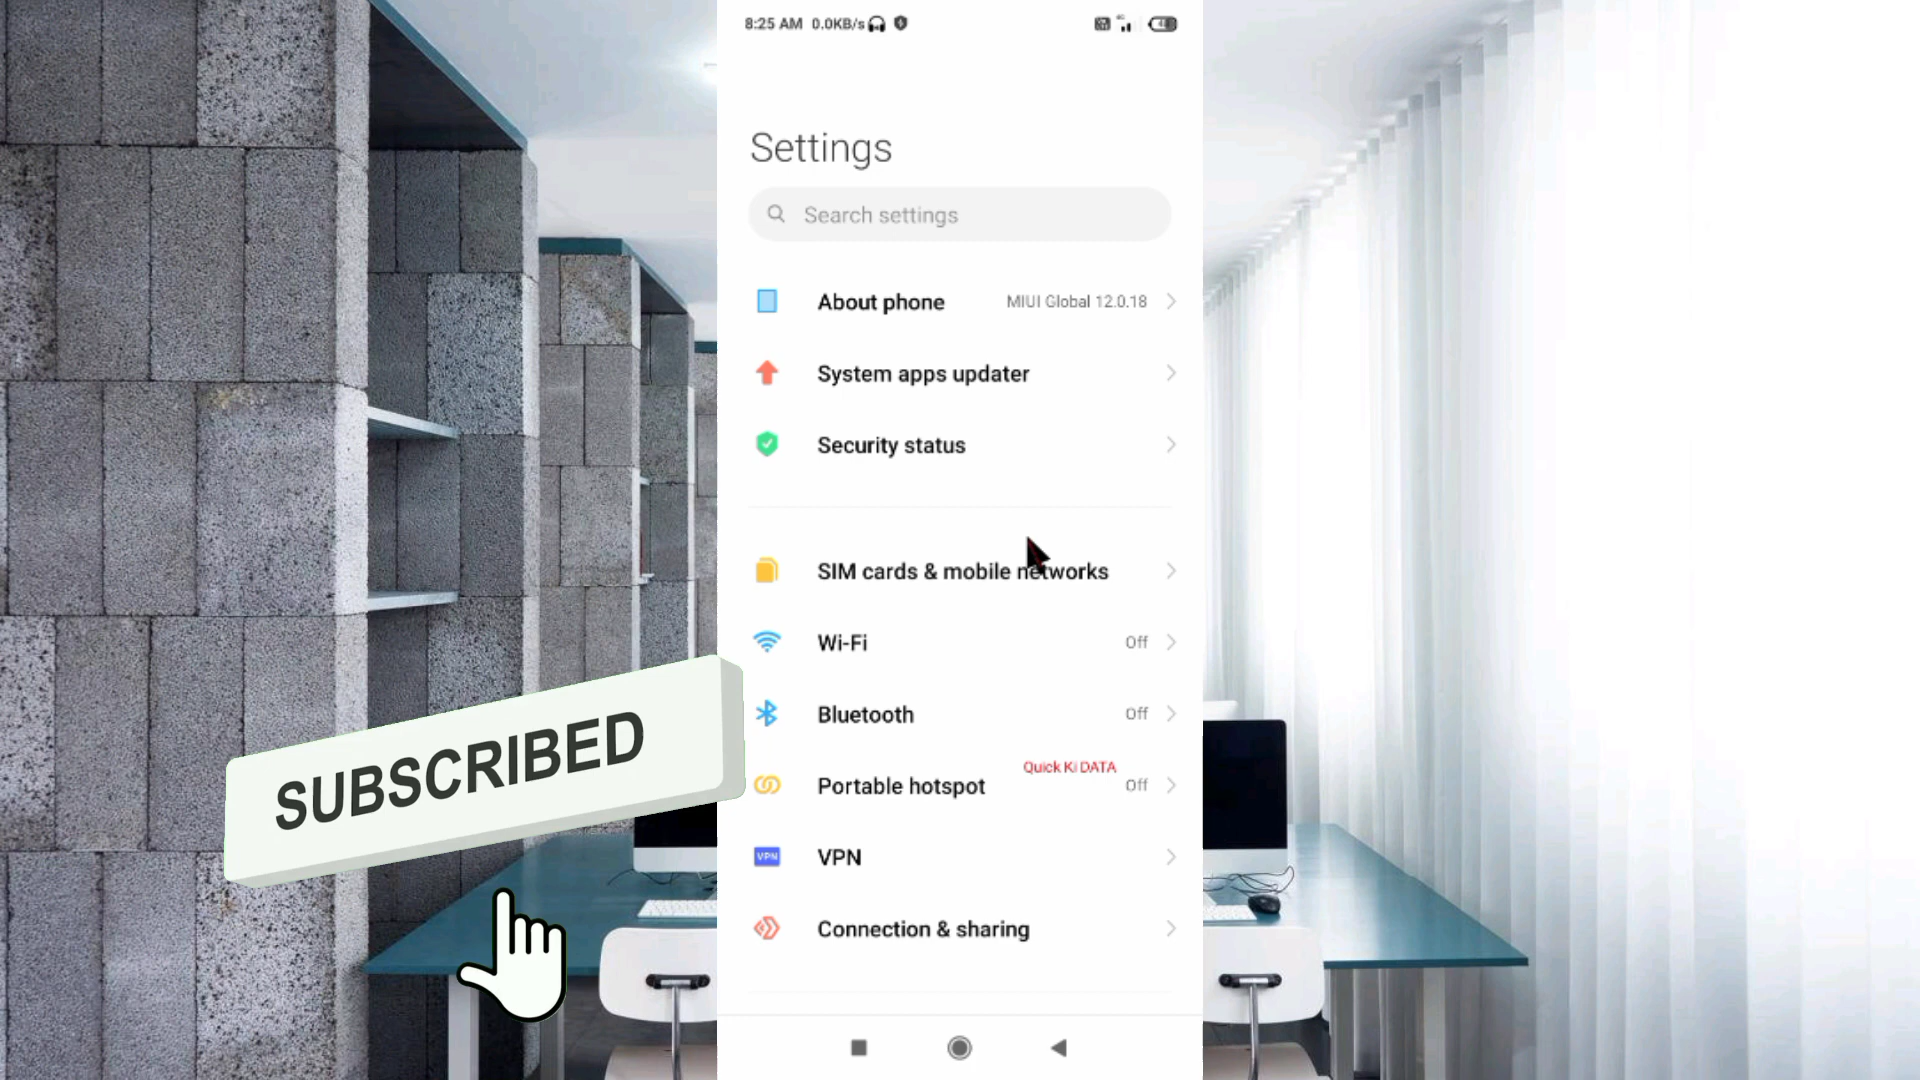 8:25 AM 0.0KB/s
Settings
Search settings
About phone MIUI Global 12.0.18
System apps updater
Security status
SIM cards & mobile networks
Wi-Fi Off
Bluetooth Off
Quick Ki DATA
Portable hotspot Off
VPN VPN
Connection & sharing
SUBSCRIBED